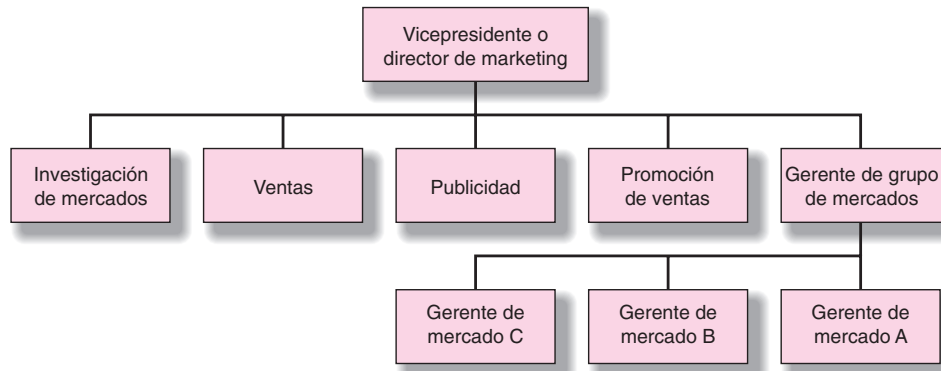 Vicepresidente o
director de marketing
Investigación
de mercados
Ventas
Publicidad
Promoción
de ventas
Gerente de grupo
de mercados
Gerente de
mercado C
Gerente de
mercado B
Gerente de
mercado A